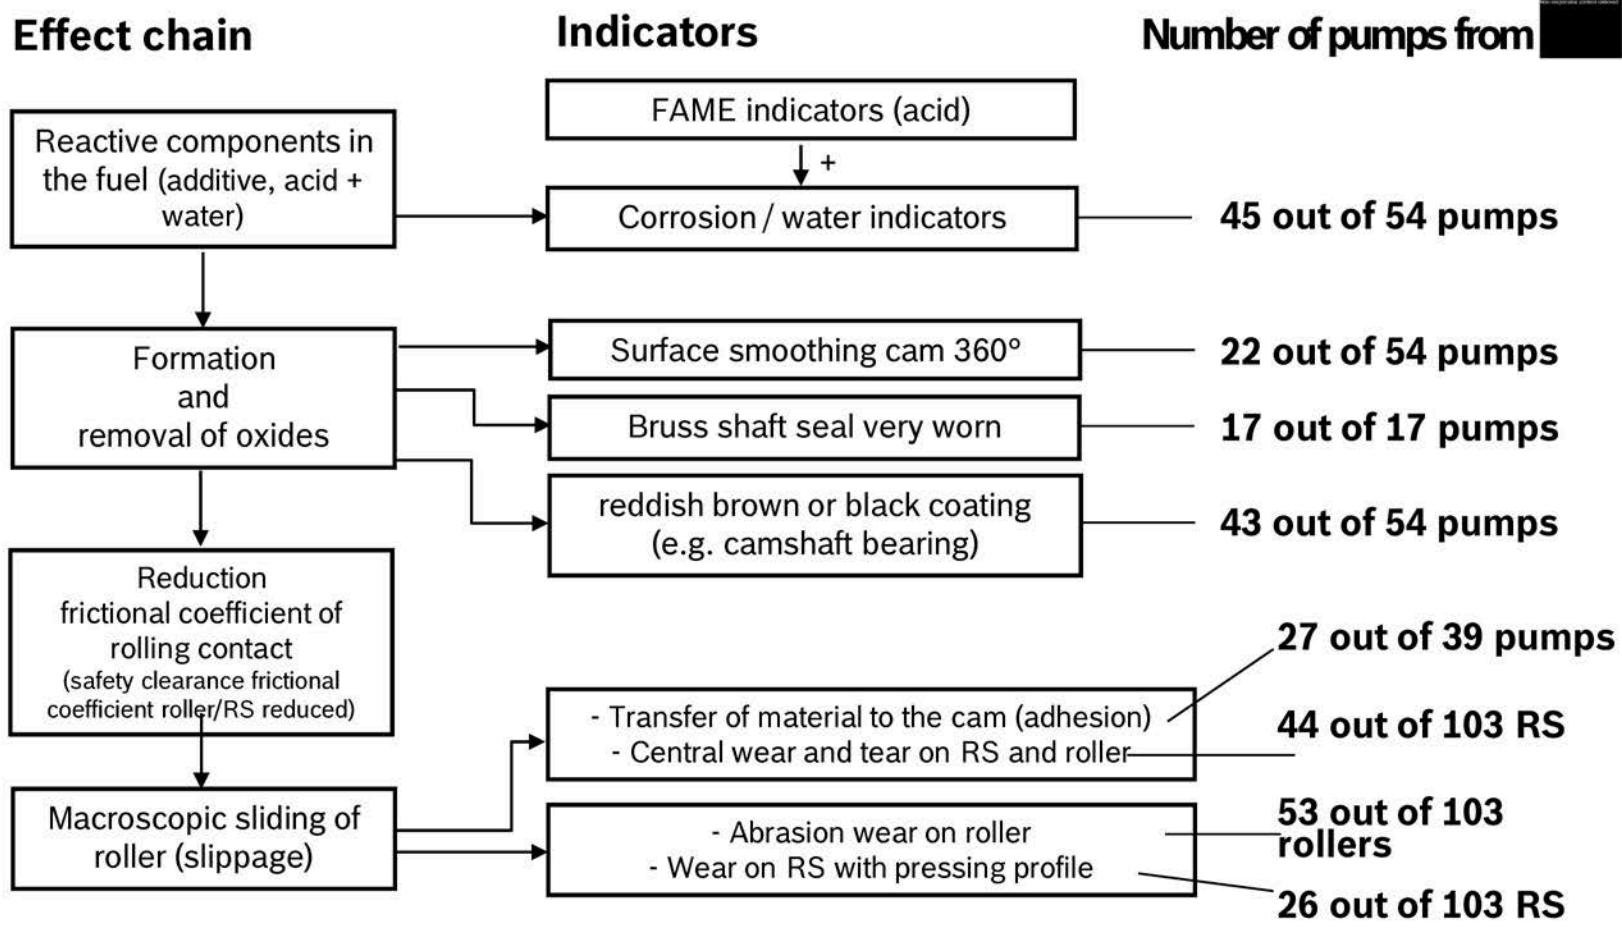 Effect chain
Indicators
Number of pumps from
FAME indicators (acid)
+
Reactive components in
the fuel (additive, acid +
water)
Corrosion / water indicators
45 out of 54 pumps
Formation
and
removal of oxides
Surface smoothing cam 360°
22 out of 54 pumps
Bruss shaft seal very worn
17 out of 17 pumps
reddish brown or black coating
(e.g. camshaft bearing)
43 out of 54 pumps
Reduction
frictional coefficient of
rolling contact
(safety clearance frictional
coefficient roller/RS reduced)
27 out of 39 pumps
- Transfer of material to the cam (adhesion)
- Central wear and tear on RS and roller
44 out of 103 RS
Macroscopic sliding of
roller (slippage)
- Abrasion wear on roller
- Wear on RS with pressing profile
53 out of 103
rollers
26 out of 103 RS